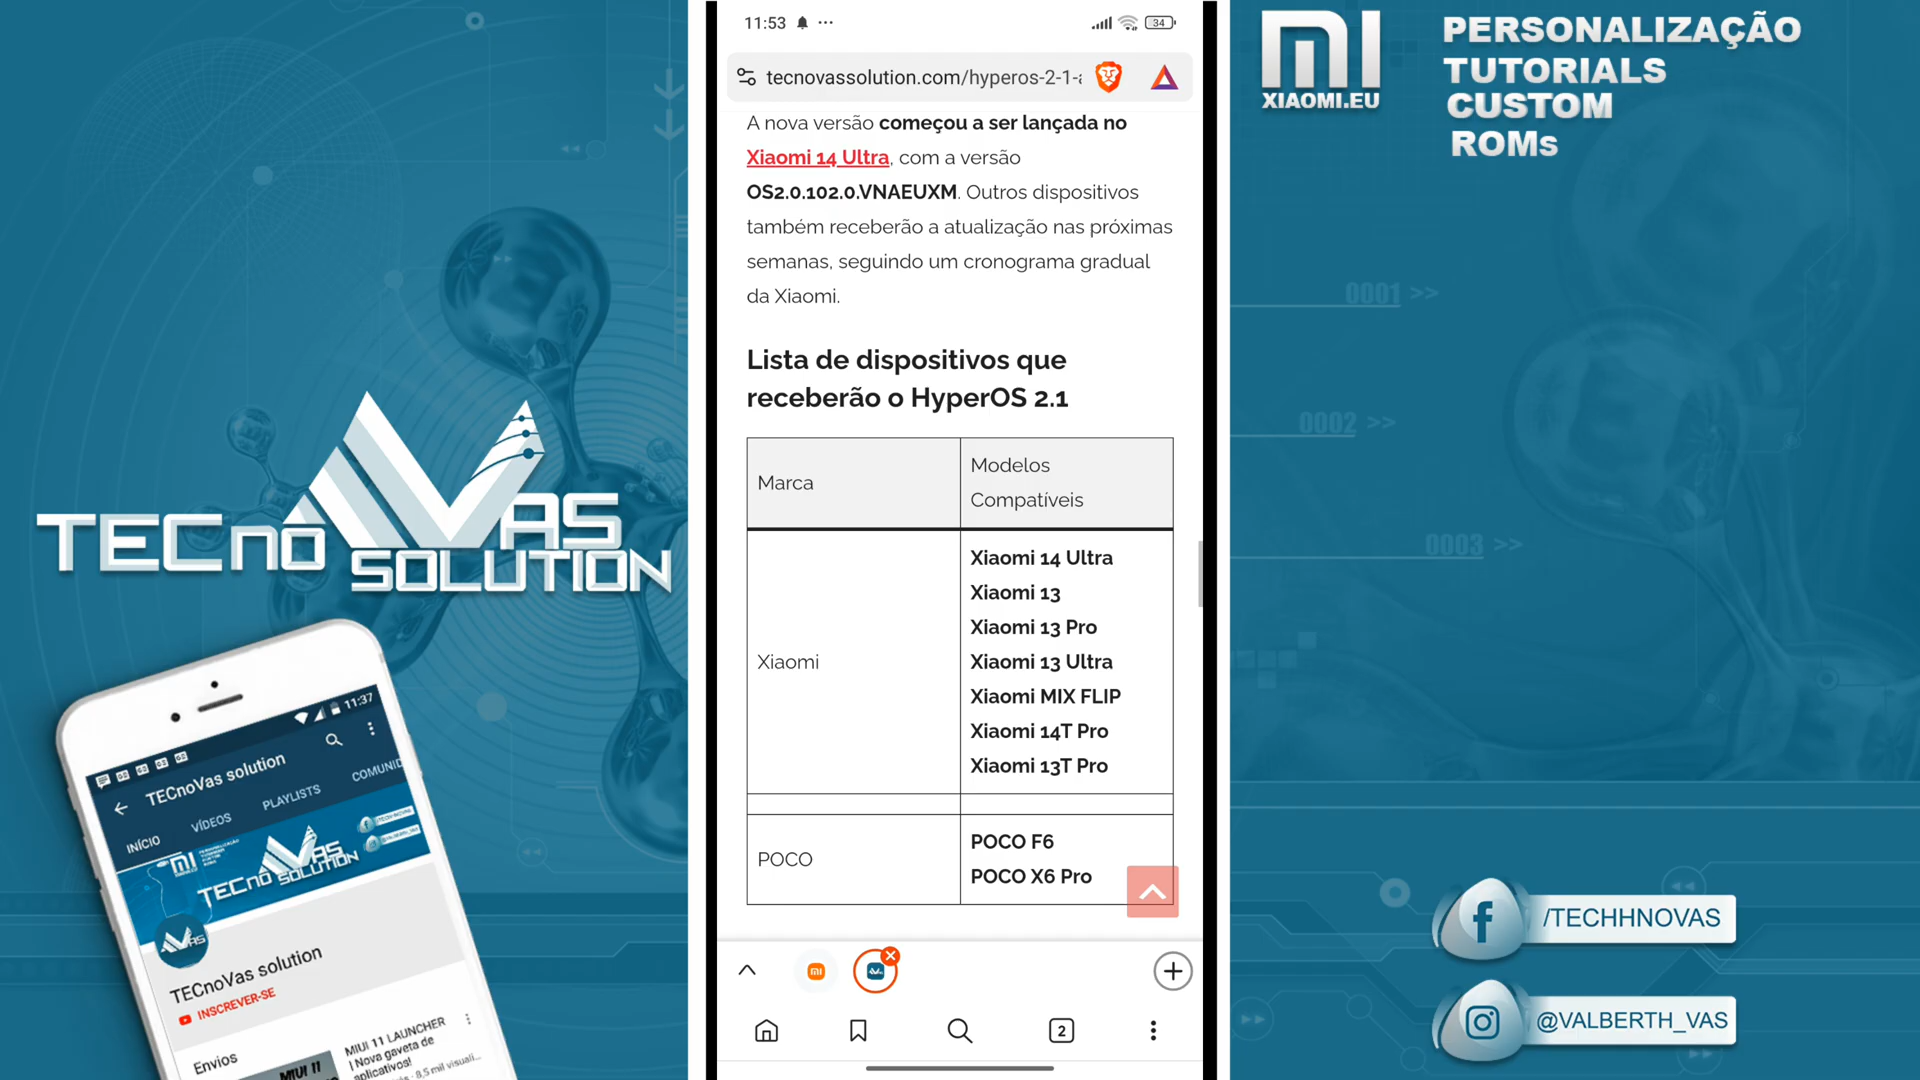 TECnoVAS
SOLUTION
11:37
TECnoVas solution
INÍCIO
VÍDEOS
PLAYLISTS
COMUNID
TECnoVAS
SOLUTION
TECnoVas solution
INSCREVER-SE
Envios
MIUI 11
MIUI 11 LAUNCHER
| Nova gaveta de
aplicativos!
8,5 mil visuali...
11:53
34
tecnovassolution.com/hyperos-2-1-a
A nova versão começou a ser lançada no
Xiaomi 14 Ultra, com a versão
OS2.0.102.0.VNAEUXM. Outros dispositivos
também receberão a atualização nas próximas
semanas, seguindo um cronograma gradual
da Xiaomi.
Lista de dispositivos que
receberão o HyperOS 2.1
Marca
Modelos
Compatíveis
Xiaomi
Xiaomi 14 Ultra
Xiaomi 13
Xiaomi 13 Pro
Xiaomi 13 Ultra
Xiaomi MIX FLIP
Xiaomi 14T Pro
Xiaomi 13T Pro
POCO
POCO F6
POCO X6 Pro
2
XIAOMI.EU
PERSONALIZAÇÃO
TUTORIALS
CUSTOM
ROMs
0001 >>
0002 >>
0003 >>
/TECHHNOVAS
@VALBERTH_VAS